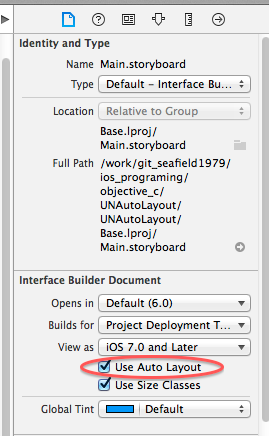 Identity and Type
Name Main.storyboard
Type Default - Interface Bu...
Location Relative to Group
Base.lproj/
Main.storyboard
Full Path /work/git_seafield1979/
ios_programing/
objective_c/
UNAutoLayout/
UNAutoLayout/
Base.lproj/
Main.storyboard
Interface Builder Document
Opens in Default (6.0)
Builds for Project Deployment T...
View as iOS 7.0 and Later
Use Auto Layout
Use Size Classes
Global Tint Default